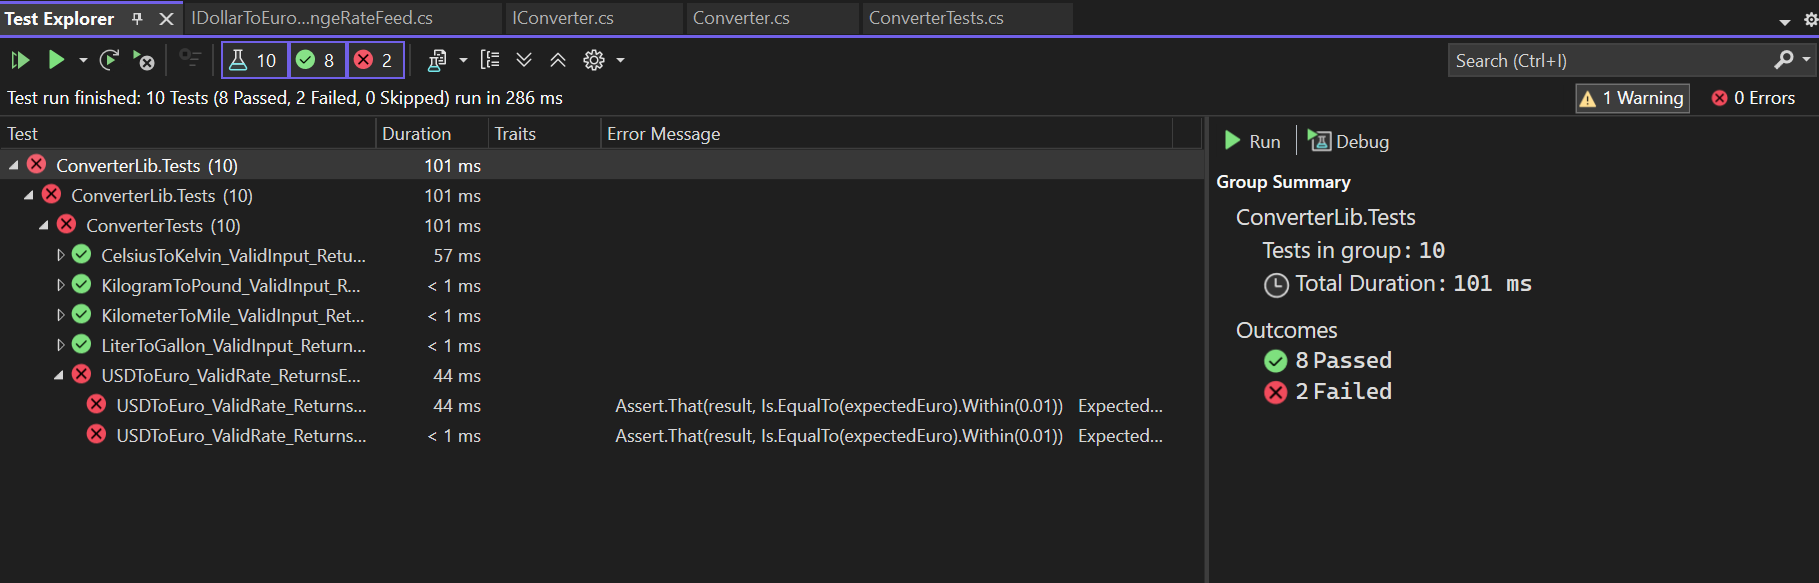 Test Explorer IDollarToEuro...ngeRateFeed.cs IConverter.cs Converter.cs ConverterTests.cs
10 8 2 Search (Ctrl+I)
Test run finished: 10 Tests (8 Passed, 2 Failed, 0 Skipped) run in 286 ms 1 Warning 0 Errors
Test Duration Traits Error Message
ConverterLib.Tests (10) 101 ms
ConverterLib.Tests (10) 101 ms
ConverterTests (10) 101 ms
CelsiusToKelvin_ValidInput_Retu... 57 ms
KilogramToPound_ValidInput_R... < 1 ms
KilometerToMile_ValidInput_Ret... < 1 ms
LiterToGallon_ValidInput_Return... < 1 ms
USDToEuro_ValidRate_ReturnsE... 44 ms
USDToEuro_ValidRate_Returns... 44 ms Assert.That(result, Is.EqualTo(expectedEuro).Within(0.01)) Expected...
USDToEuro_ValidRate_Returns... < 1 ms Assert.That(result, Is.EqualTo(expectedEuro).Within(0.01)) Expected...
Run Debug
Group Summary
ConverterLib.Tests
Tests in group: 10
Total Duration: 101 ms
Outcomes
8 Passed
2 Failed